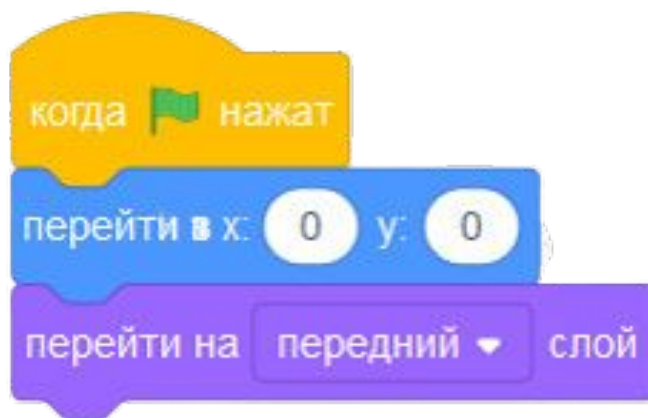 когда нажат
перейти в x: 0 y: 0
перейти на передний слой